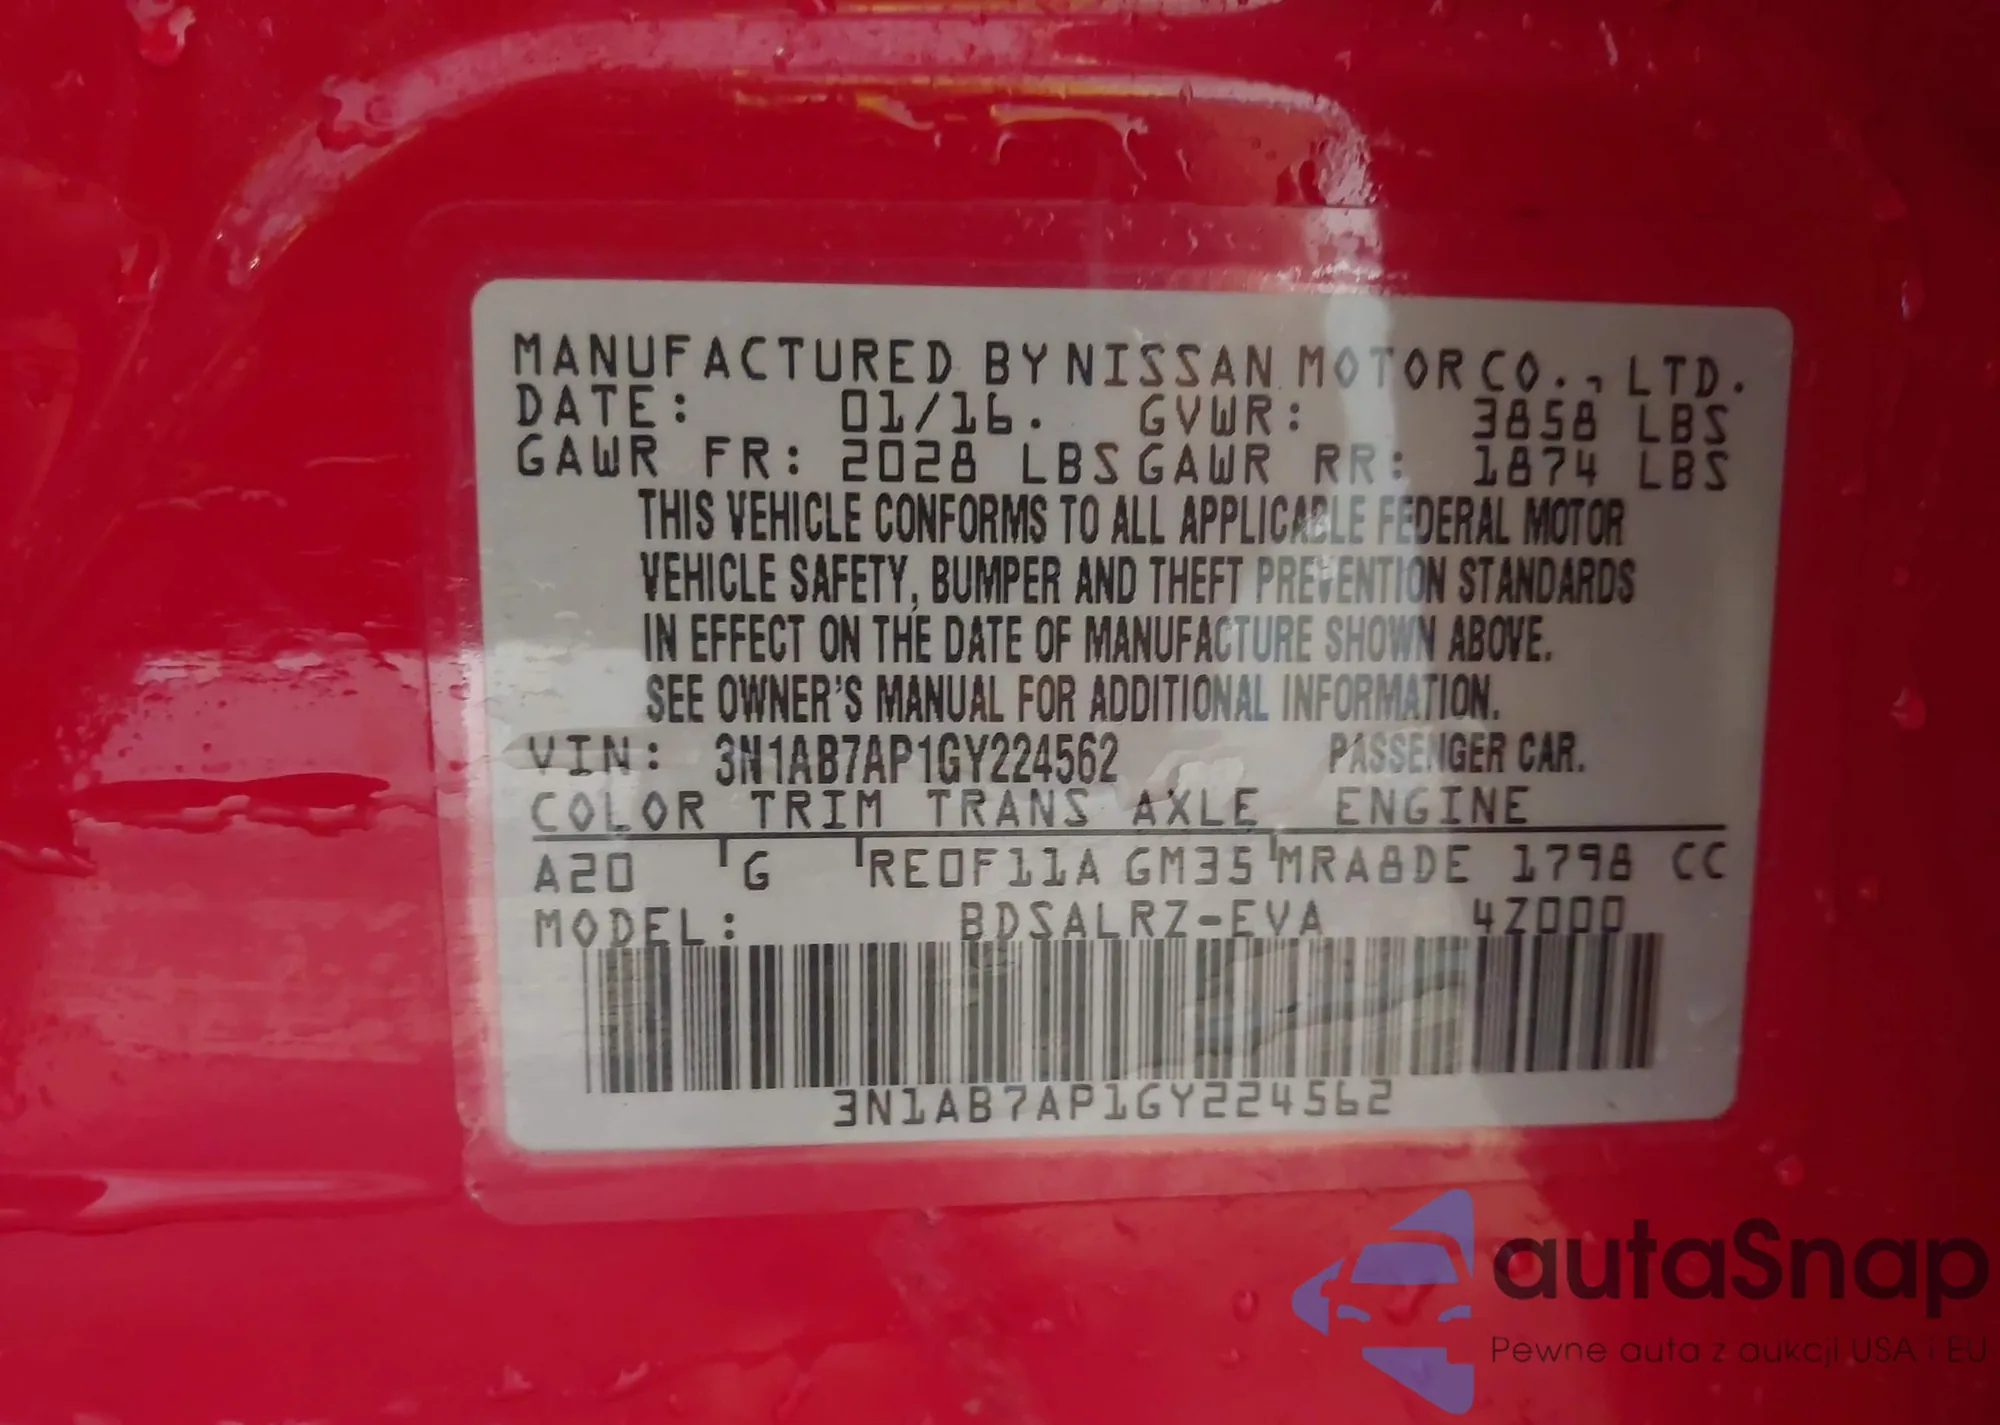 MANUFACTURED BY NISSAN MOTOR CO., LTD.
DATE: 01/16. GVWR: 3858 LBS
GAWR FR: 2028 LBS GAWR RR: 1874 LBS
THIS VEHICLE CONFORMS TO ALL APPLICABLE FEDERAL MOTOR
VEHICLE SAFETY, BUMPER AND THEFT PREVENTION STANDARDS
IN EFFECT ON THE DATE OF MANUFACTURE SHOWN ABOVE.
SEE OWNER'S MANUAL FOR ADDITIONAL INFORMATION.
VIN: 3N1AB7AP1GY224562 PASSENGER CAR.
COLOR TRIM TRANS AXLE ENGINE
A20 G RE0F11A GM35 MRA8DE 1798 CC
MODEL: BDSALRZ-EVA 4Z000
3N1AB7AP1GY224562
autaSnap
Pewne auta z aukcji USA i EU